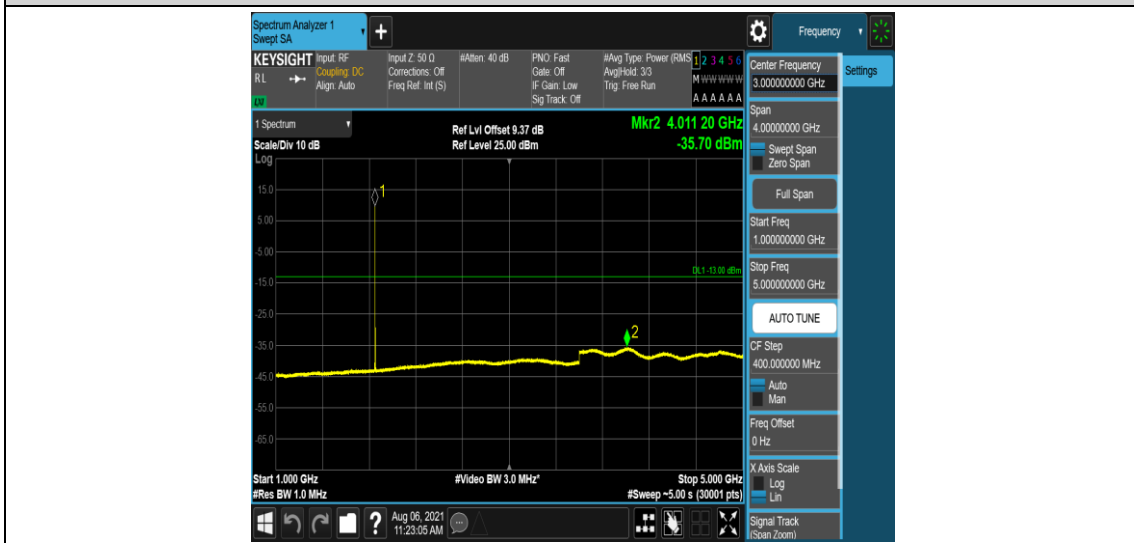 Spectrum Analyzer 1
Swept SA
+
Frequency
KEYSIGHT
RL
LXI
Input: RF
Coupling: DC
Align: Auto
Input Z: 50 Ω
Corrections: Off
Freq Ref: Int (S)
#Atten: 40 dB
PNO: Fast
Gate: Off
IF Gain: Low
Sig Track: Off
#Avg Type: Power (RMS
Avg|Hold: 3/3
Trig: Free Run
1 2 3 4 5 6
M W W W W W
A A A A A A
1 Spectrum
Scale/Div 10 dB
Ref Lvl Offset 9.37 dB
Ref Level 25.00 dBm
Mkr2 4.011 20 GHz
-35.70 dBm
Log
15.0
5.00
-5.00
-15.0
-25.0
-35.0
-45.0
-55.0
-65.0
1
DL1 -13.00 dBm
2
Start 1.000 GHz
#Res BW 1.0 MHz
#Video BW 3.0 MHz*
Stop 5.000 GHz
#Sweep ~5.00 s (30001 pts)
Center Frequency
3.000000000 GHz
Settings
Span
4.00000000 GHz
Swept Span
Zero Span
Full Span
Start Freq
1.000000000 GHz
Stop Freq
5.000000000 GHz
AUTO TUNE
CF Step
400.000000 MHz
Auto
Man
Freq Offset
0 Hz
X Axis Scale
Log
Lin
Signal Track
(Span Zoom)
?
Aug 06, 2021
11:23:05 AM